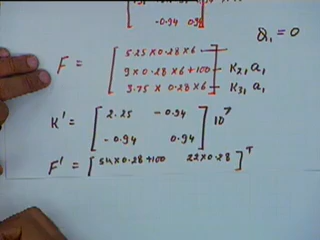 -0.94 0.94
Q₁ = 0
F = [ 5.25 x 0.28 x 6
9 x 0.28 x 6 + 100 — K₂₁ a₁
3.75 x 0.28 x 6 — K₃₁ a₁ ]
K' = [ 2.25 -0.94
-0.94 0.94 ] 10⁷
F' = [ 54 x 0.28 + 100 22 x 0.28 ]ᵀ